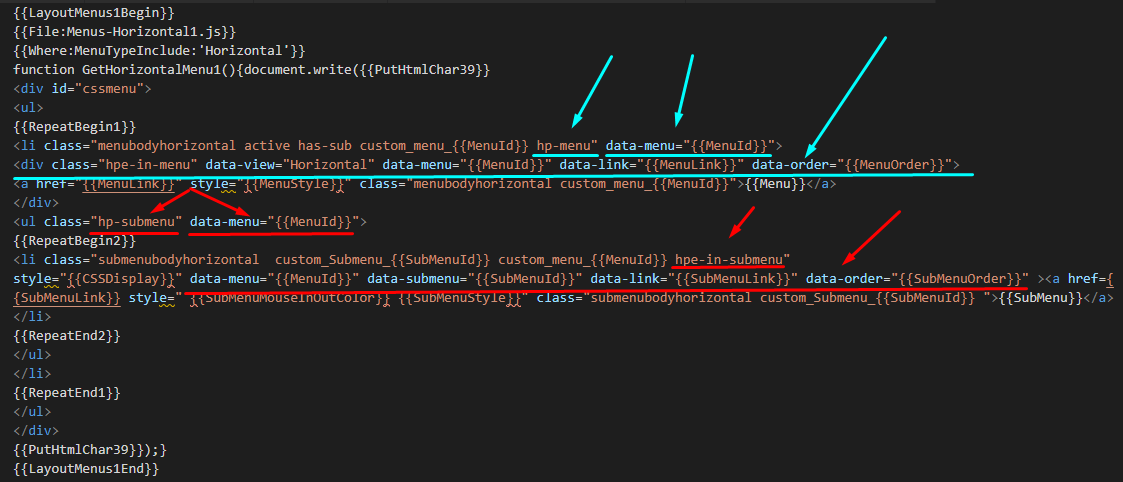 {{LayoutMenus1Begin}}
{{File:Menus-Horizontal1.js}}
{{Where:MenuTypeInclude:'Horizontal'}}
function GetHorizontalMenu1(){document.write({{PutHtmlChar39}}
<div id="cssmenu">
<ul>
{{RepeatBegin1}}
<li class="menubodyhorizontal active has-sub custom_menu_{{MenuId}} hp-menu" data-menu="{{MenuId}}">
<div class="hpe-in-menu" data-view="Horizontal" data-menu="{{MenuId}}" data-link="{{MenuLink}}" data-order="{{MenuOrder}}">
<a href="{{MenuLink}}" style="{{MenuStyle}}" class="menubodyhorizontal custom_menu_{{MenuId}}">{{Menu}}</a>
</div>
<ul class="hp-submenu" data-menu="{{MenuId}}">
{{RepeatBegin2}}
<li class="submenubodyhorizontal  custom_Submenu_{{SubMenuId}} custom_menu_{{MenuId}} hpe-in-submenu"
style="{{CSSDisplay}}" data-menu="{{MenuId}}" data-submenu="{{SubMenuId}}" data-link="{{SubMenuLink}}" data-order="{{SubMenuOrder}}" ><a href={
{SubMenuLink}} style=" {{SubMenuMouseInOutColor}} {{SubMenuStyle}}" class="submenubodyhorizontal custom_Submenu_{{SubMenuId}} ">{{SubMenu}}</a>
</li>
{{RepeatEnd2}}
</ul>
</li>
{{RepeatEnd1}}
</ul>
</div>
{{PutHtmlChar39}});}
{{LayoutMenus1End}}